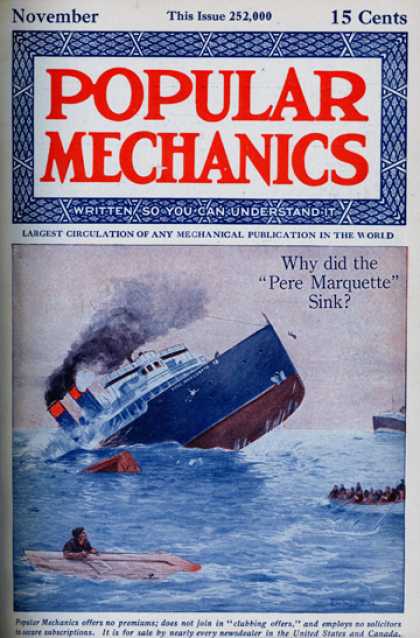 November This Issue 252,000 15 Cents
POPULAR
MECHANICS
WRITTEN SO YOU CAN UNDERSTAND IT
LARGEST CIRCULATION OF ANY MECHANICAL PUBLICATION IN THE WORLD
Why did the
"Pere Marquette"
Sink?
Popular Mechanics offers no premiums; does not join in "clubbing offers," and employs no solicitors
to secure subscriptions. It is for sale by nearly every newsdealer in the United States and Canada.